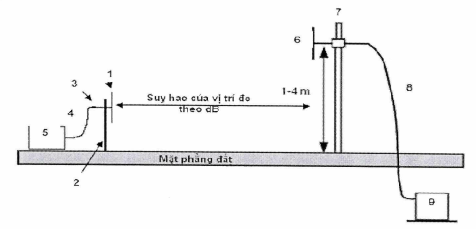 7
6
1
3
Suy hao của vị trí đo
theo dB
1-4 m
8
4
5
Mặt phẳng đất
2
9